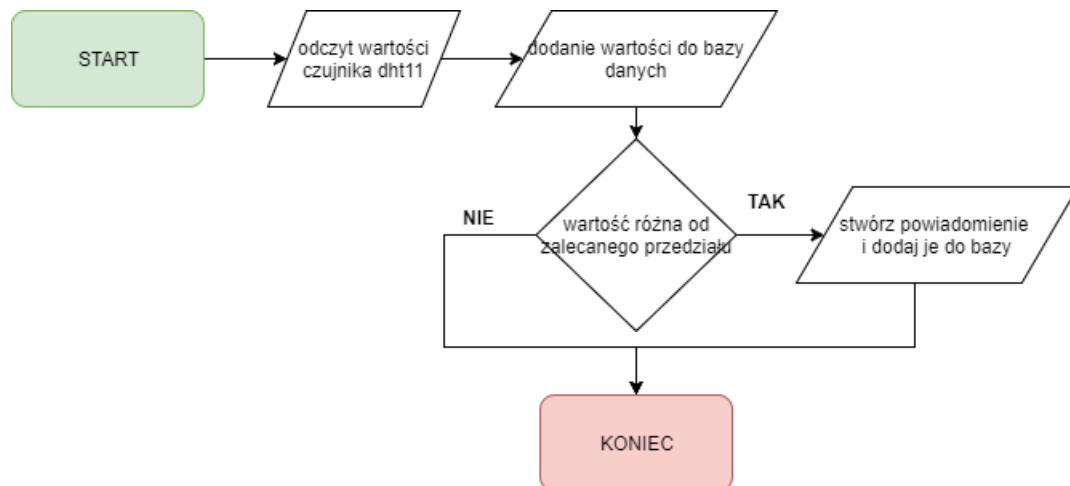 START
odczyt wartości
czujnika dht11
dodanie wartości do bazy
danych
NIE
TAK
wartość różna od
zalecanego przedziału
stwórz powiadomienie
i dodaj je do bazy
KONIEC